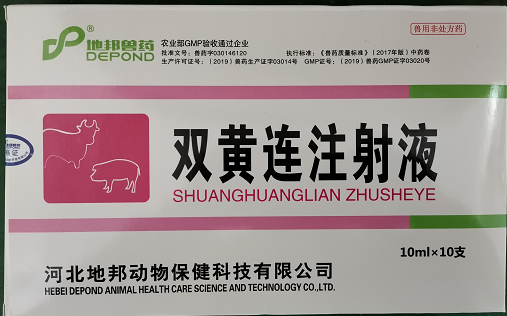 兽用非处方药
地邦兽药®
DEPOND
农业部GMP验收通过企业
批准文号：兽药字030146120 执行标准：《兽药质量标准》（2017年版）中药卷
生产许可证号：（2019）兽药生产证字03014号 GMP证号：（2019）兽药GMP证字03020号
双黄连注射液
SHUANGHUANGLIAN ZHUSHEYE
10ml×10支
河北地邦动物保健科技有限公司
HEBEI DEPOND ANIMAL HEALTH CARE SCIENCE AND TECHNOLOGY CO.,LTD.